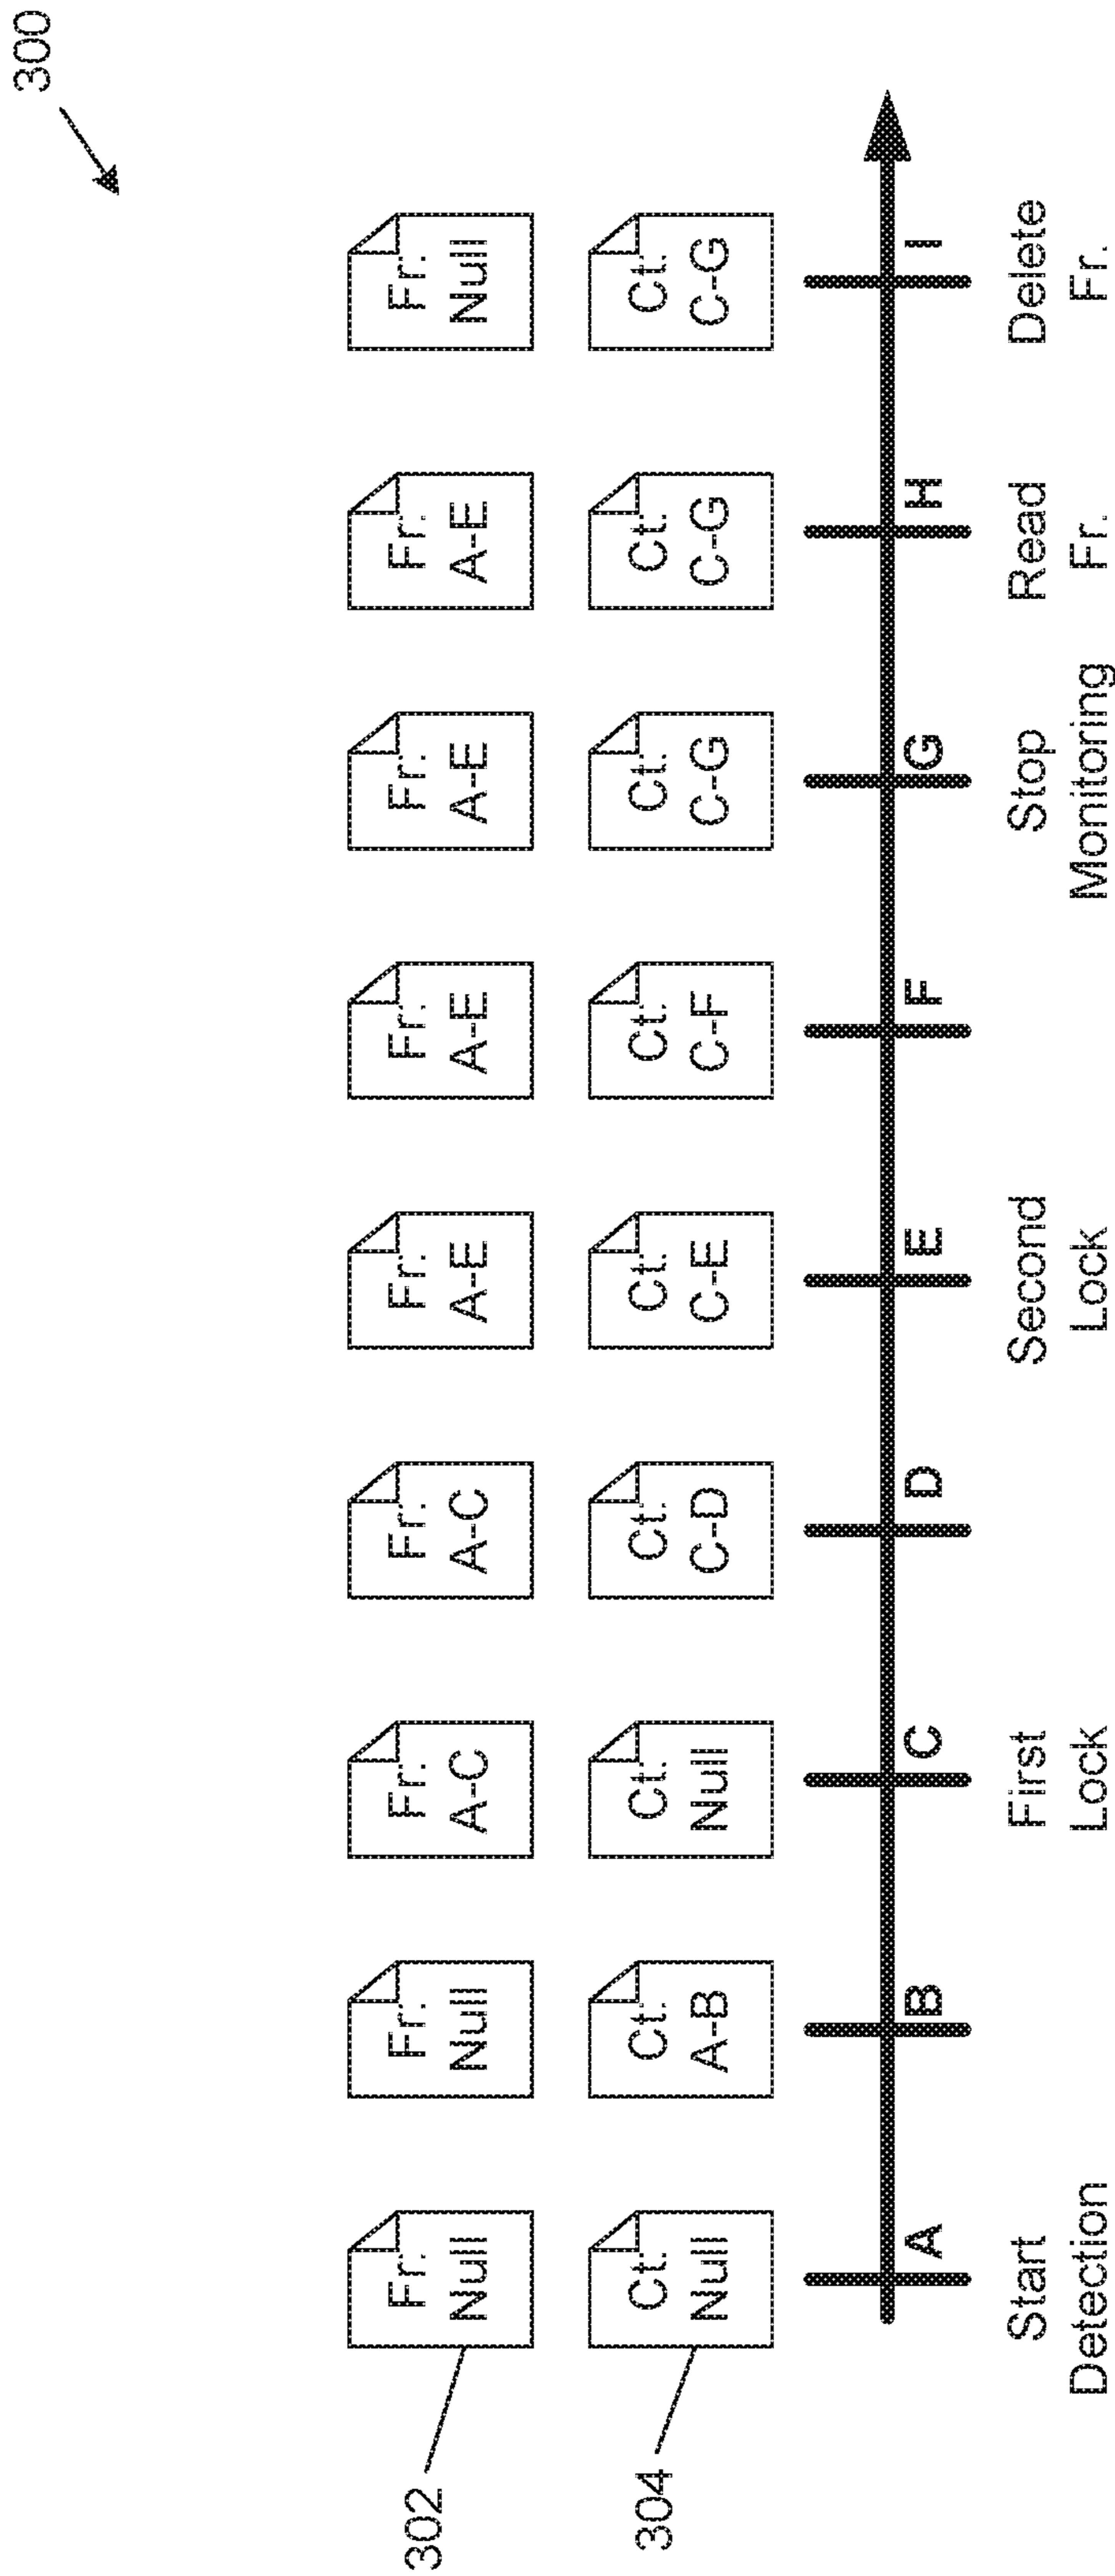 300
302
Fr.
Null
Fr.
Null
Fr.
A-C
Fr.
A-C
Fr.
A-E
Fr.
A-E
Fr.
A-E
Fr.
A-E
Fr.
Null
304
Ct.
Null
Ct.
A-B
Ct.
Null
Ct.
C-D
Ct.
C-E
Ct.
C-F
Ct.
C-G
Ct.
C-G
Ct.
C-G
A
B
C
D
E
F
G
H
I
Start
Detection
First
Lock
Second
Lock
Stop
Monitoring
Read
Fr.
Delete
Fr.